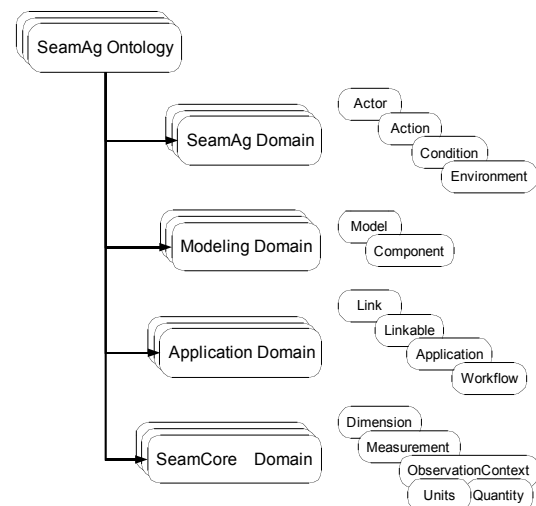 SeamAg Ontology
SeamAg Domain
Actor
Action
Condition
Environment
Modeling Domain
Model
Component
Application Domain
Link
Linkable
Application
Workflow
SeamCore Domain
Dimension
Measurement
ObservationContext
Units
Quantity